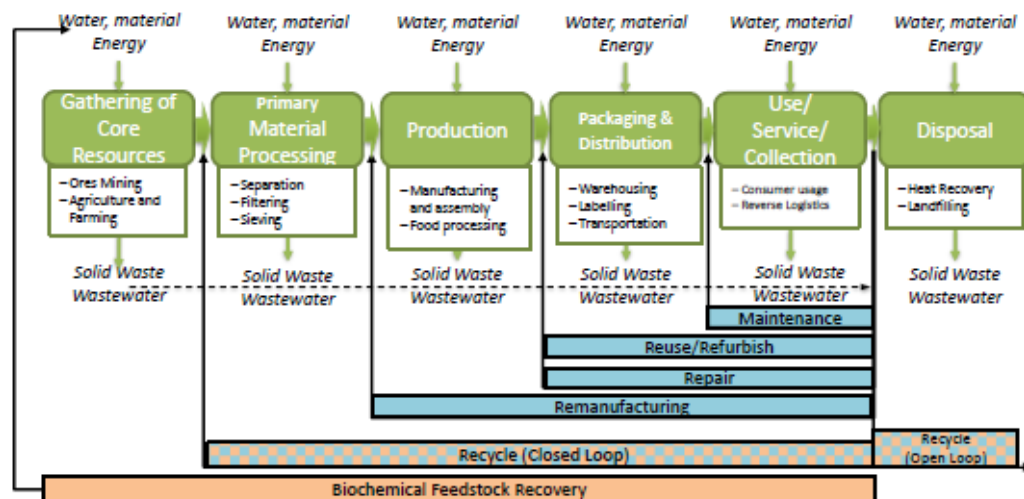 Water, material
Energy
Water, material
Energy
Water, material
Energy
Water, material
Energy
Water, material
Energy
Water, material
Energy
Gathering of
Core
Resources
Primary
Material
Processing
Production
Packaging &
Distribution
Use/
Service/
Collection
Disposal
– Ores Mining
– Agriculture and
Farming
– Separation
– Filtering
– Sieving
– Manufacturing
and assembly
– Food processing
– Warehousing
– Labelling
– Transportation
– Consumer usage
– Reverse Logistics
– Heat Recovery
– Landfilling
Solid Waste
Wastewater
Solid Waste
Wastewater
Solid Waste
Wastewater
Solid Waste
Wastewater
Solid Waste
Wastewater
Solid Waste
Wastewater
Maintenance
Reuse/Refurbish
Repair
Remanufacturing
Recycle (Closed Loop)
Recycle
(Open Loop)
Biochemical Feedstock Recovery